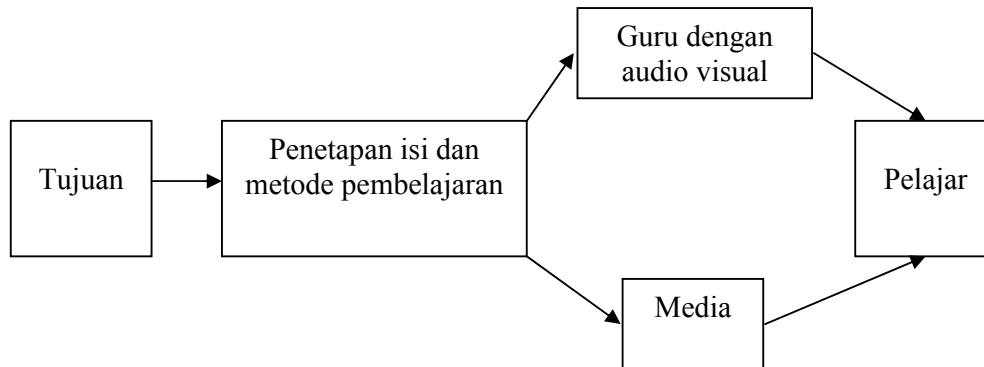 Guru dengan
audio visual
Tujuan
Penetapan isi dan
metode pembelajaran
Pelajar
Media